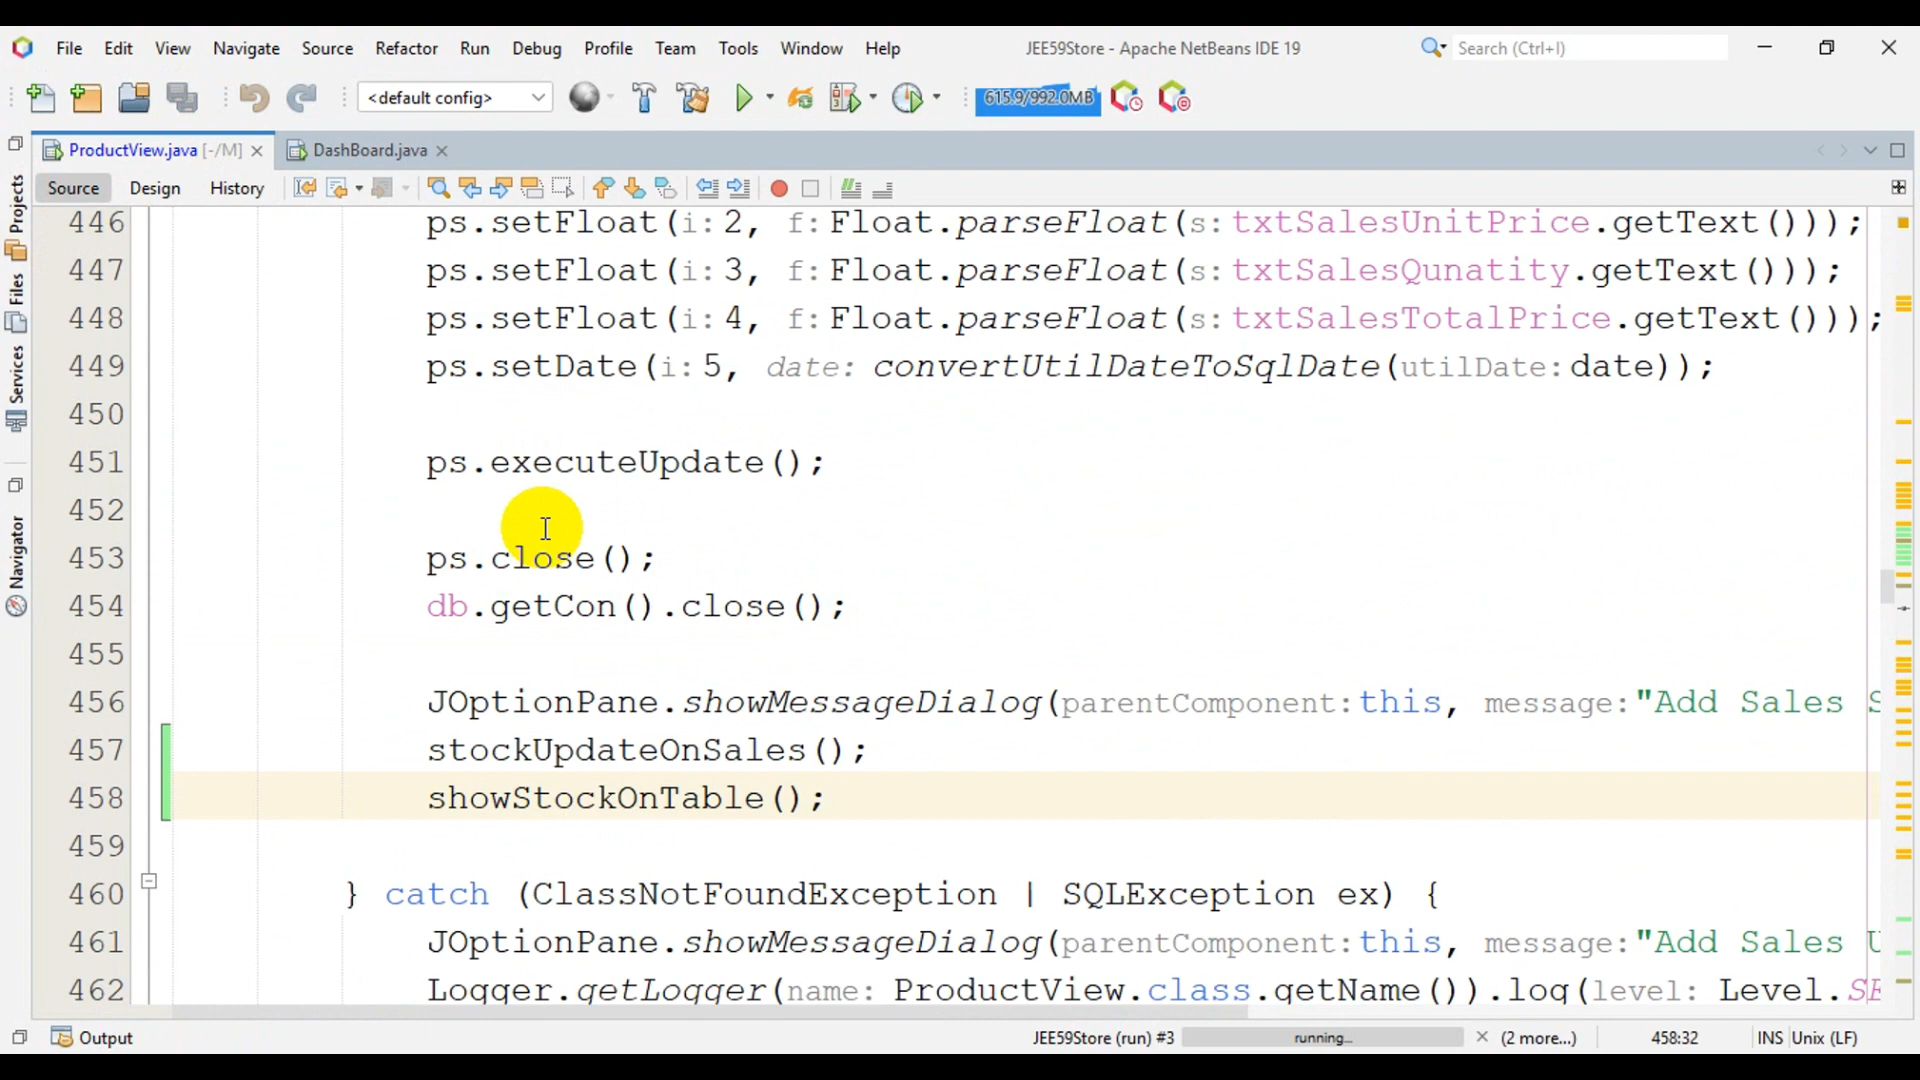 File Edit View Navigate Source Refactor Run Debug Profile Team Tools Window Help JEE59Store - Apache NetBeans IDE 19 Search (Ctrl+I)
<default config> 615.9/992.0MB
ProductView.java [-/M] DashBoard.java
Source Design History
Projects
Files
Services
Navigator
446 ps.setFloat(i: 2, f: Float.parseFloat(s: txtSalesUnitPrice.getText()));
447 ps.setFloat(i: 3, f: Float.parseFloat(s: txtSalesQunatity.getText()));
448 ps.setFloat(i: 4, f: Float.parseFloat(s: txtSalesTotalPrice.getText()));
449 ps.setDate(i: 5, date: convertUtilDateToSqlDate(utilDate: date));
450
451 ps.executeUpdate();
452
453 ps.close();
454 db.getCon().close();
455
456 JOptionPane.showMessageDialog(parentComponent: this, message: "Add Sales S
457 stockUpdateOnSales();
458 showStockOnTable();
459
460 } catch (ClassNotFoundException | SQLException ex) {
461 JOptionPane.showMessageDialog(parentComponent: this, message: "Add Sales U
462 Logger.getLogger(name: ProductView.class.getName()).log(level: Level.SE
Output JEE59Store (run) #3 running... (2 more...) 458:32 INS Unix (LF)